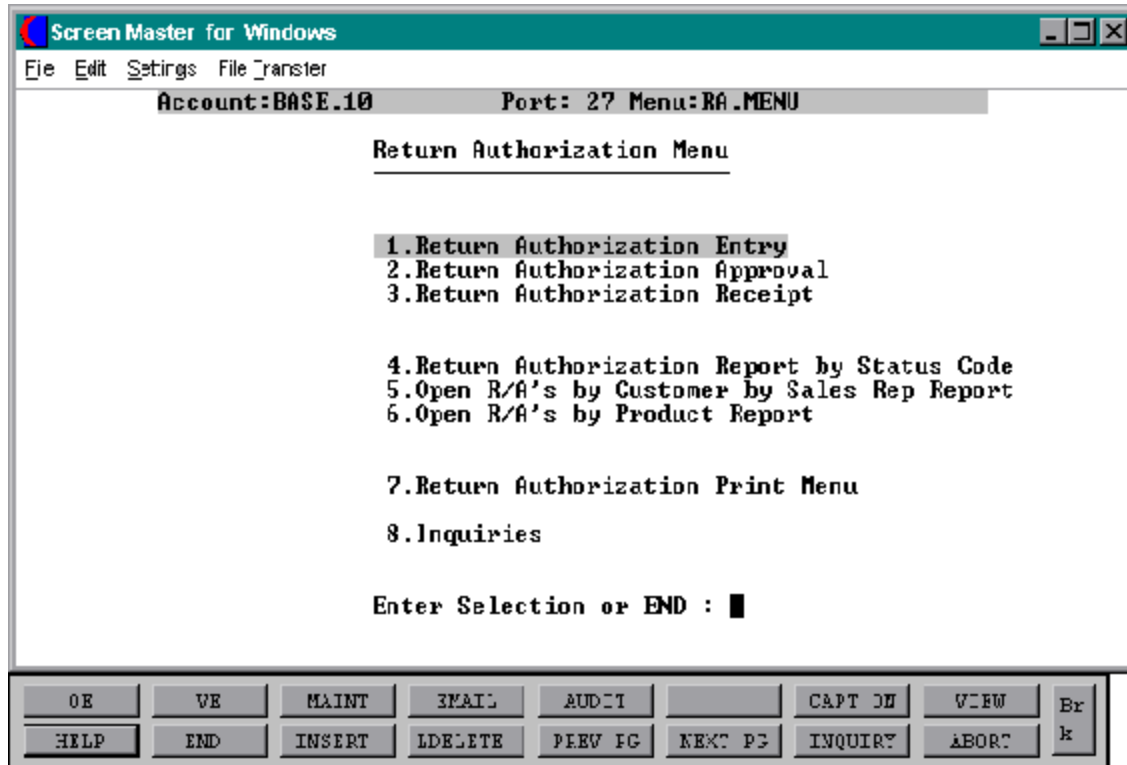 Screen Master for Windows
File Edit Settings File Transfer
Account:BASE.10 Port: 27 Menu:RA.MENU
Return Authorization Menu
1.Return Authorization Entry
2.Return Authorization Approval
3.Return Authorization Receipt
4.Return Authorization Report by Status Code
5.Open R/A's by Customer by Sales Rep Report
6.Open R/A's by Product Report
7.Return Authorization Print Menu
8.Inquiries
Enter Selection or END :
OE VE MAINT EMAIL AUDIT CAPT ON VIEW Brk
HELP END INSERT LDELETE PREV PG NEXT PG INQUIRY ABORT